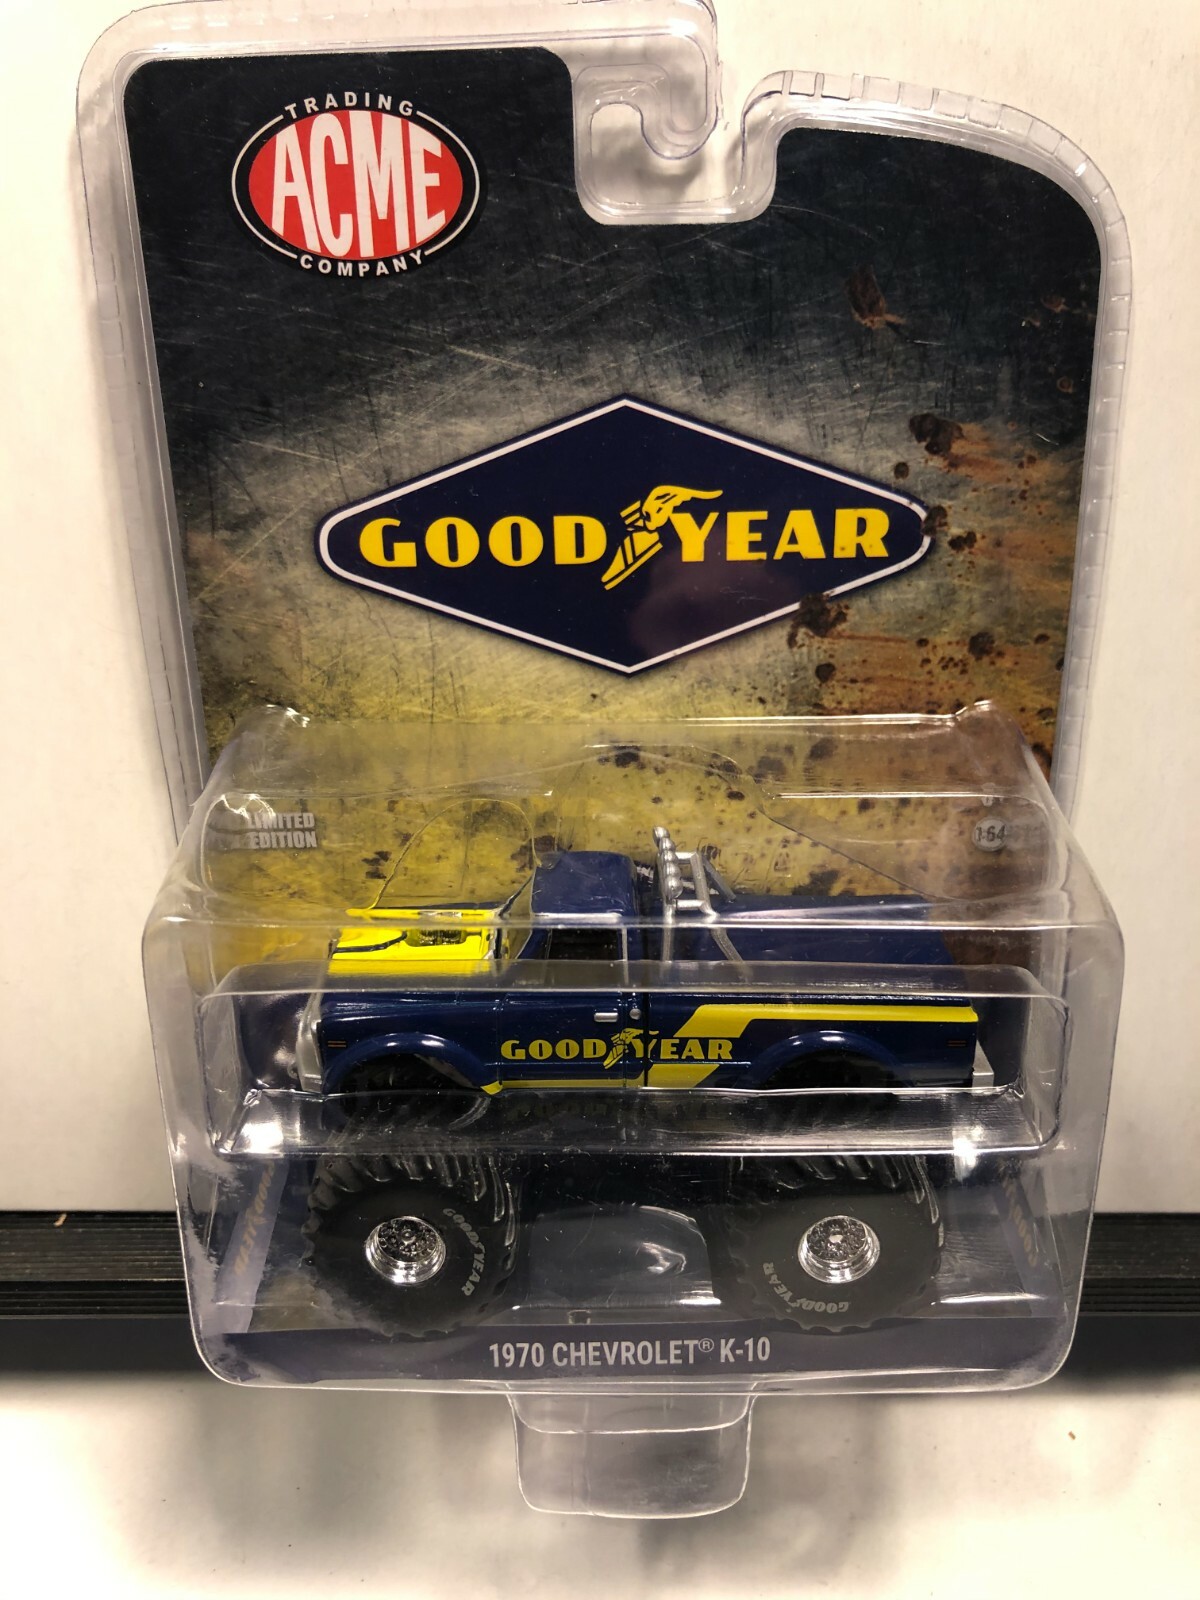 TRADING
ACME
COMPANY
GOODYEAR
LIMITED
EDITION
1:64
GOODYEAR
GOODYEAR
GOODYEAR
1970 CHEVROLET® K-10